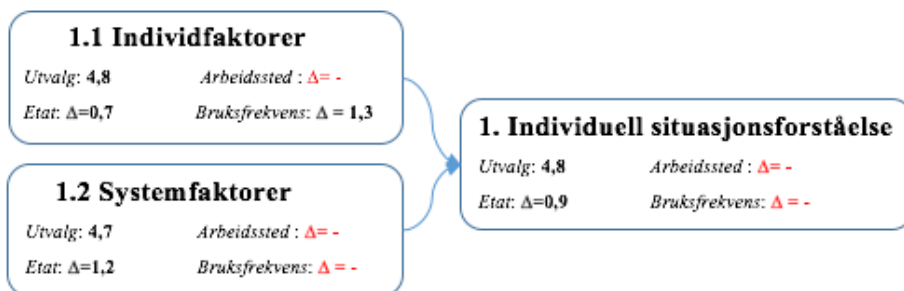 1.1 Individfaktorer
Utvalg: 4,8 Arbeidssted : Δ= -
Etat: Δ=0,7 Bruksfrekvens: Δ = 1,3
1.2 Systemfaktorer
Utvalg: 4,7 Arbeidssted : Δ= -
Etat: Δ=1,2 Bruksfrekvens: Δ = -
1. Individuell situasjonsforståelse
Utvalg: 4,8 Arbeidssted : Δ= -
Etat: Δ=0,9 Bruksfrekvens: Δ = -